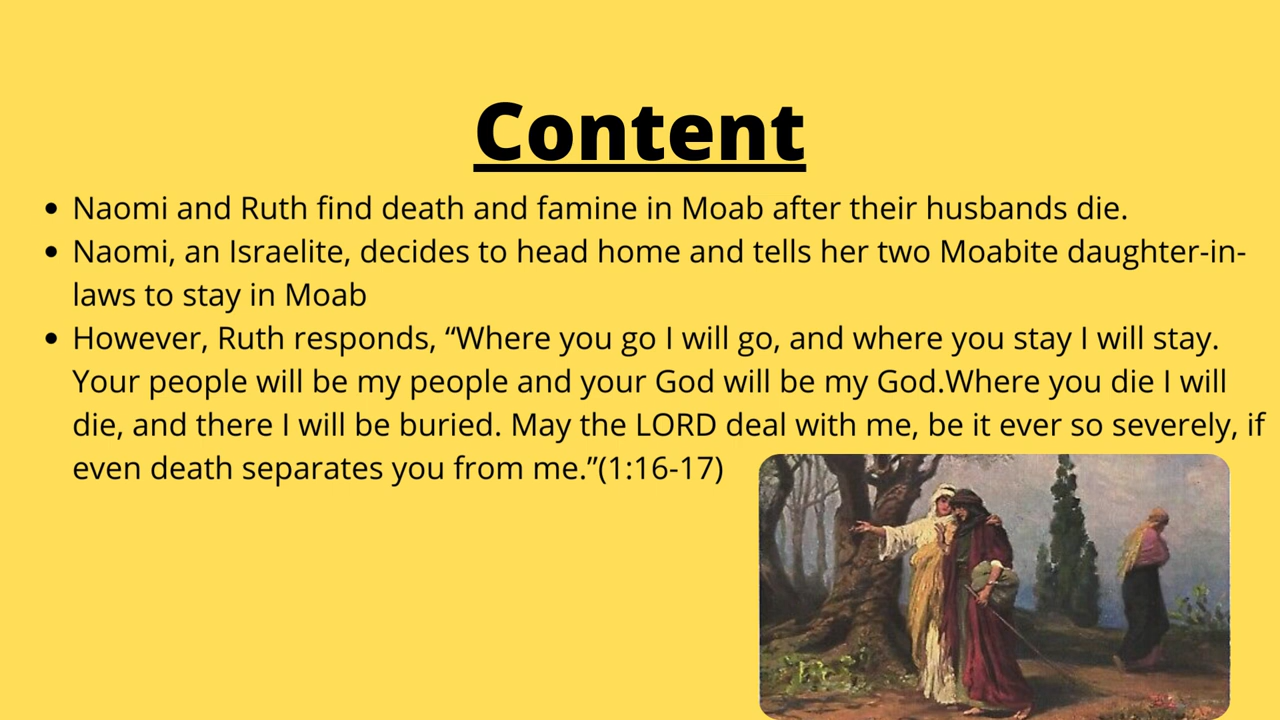 Content
• Naomi and Ruth find death and famine in Moab after their husbands die.
• Naomi, an Israelite, decides to head home and tells her two Moabite daughter-in-
laws to stay in Moab
• However, Ruth responds, “Where you go I will go, and where you stay I will stay.
Your people will be my people and your God will be my God.Where you die I will
die, and there I will be buried. May the LORD deal with me, be it ever so severely, if
even death separates you from me.”(1:16-17)